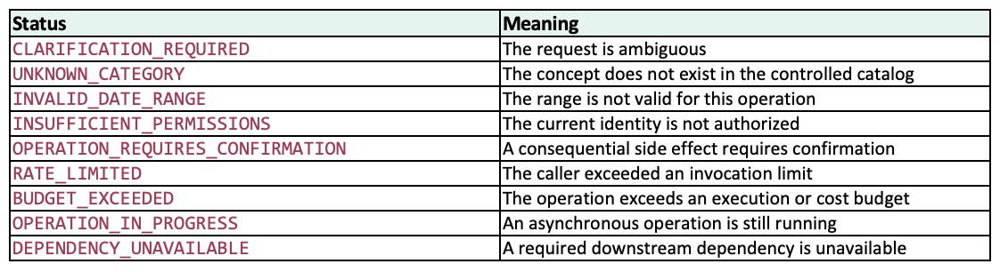 Status Meaning
CLARIFICATION_REQUIRED The request is ambiguous
UNKNOWN_CATEGORY The concept does not exist in the controlled catalog
INVALID_DATE_RANGE The range is not valid for this operation
INSUFFICIENT_PERMISSIONS The current identity is not authorized
OPERATION_REQUIRES_CONFIRMATION A consequential side effect requires confirmation
RATE_LIMITED The caller exceeded an invocation limit
BUDGET_EXCEEDED The operation exceeds an execution or cost budget
OPERATION_IN_PROGRESS An asynchronous operation is still running
DEPENDENCY_UNAVAILABLE A required downstream dependency is unavailable